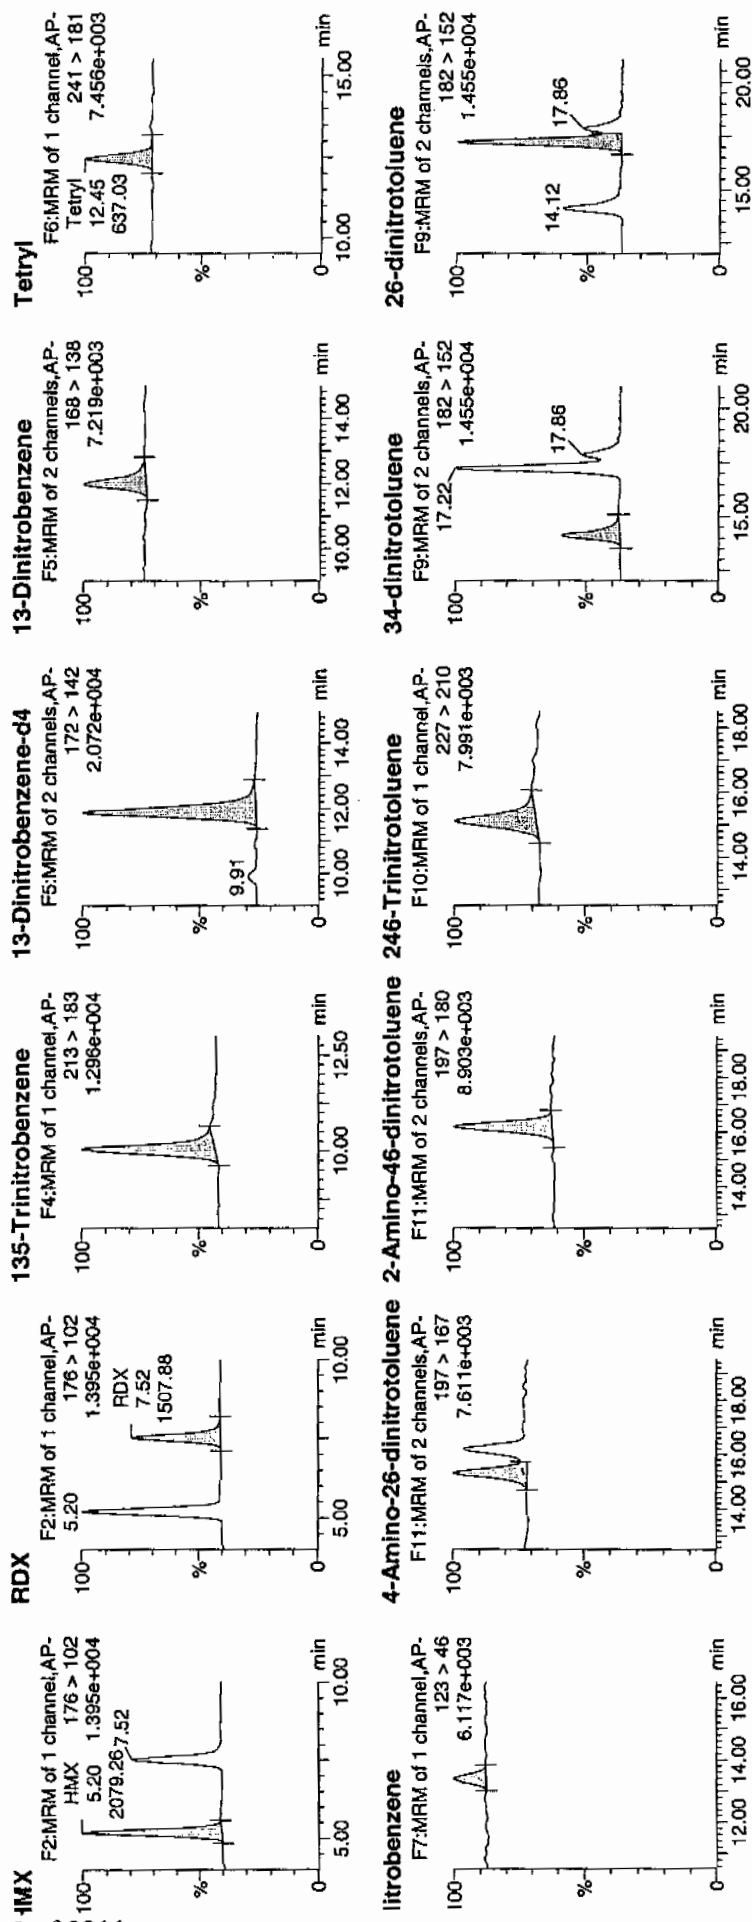 HMX
F2:MRM of 1 channel,AP-
HMX 176 > 102
5.20 1.395e+004
2079.26
7.52
100
%
0
5.00 10.00 min
RDX
F2:MRM of 1 channel,AP-
5.20 176 > 102
1.395e+004
RDX
7.52
1507.88
100
%
0
5.00 10.00 min
135-Trinitrobenzene
F4:MRM of 1 channel,AP-
213 > 183
1.296e+004
100
%
0
10.00 12.50 min
13-Dinitrobenzene-d4
F5:MRM of 2 channels,AP-
172 > 142
2.072e+004
9.91
100
%
0
10.00 12.00 14.00 min
13-Dinitrobenzene
F5:MRM of 2 channels,AP-
168 > 138
7.219e+003
100
%
0
10.00 12.00 14.00 min
Tetryl
F6:MRM of 1 channel,AP-
Tetryl 241 > 181
12.45 7.456e+003
637.03
100
%
0
10.00 15.00 min
litrobenzene
F7:MRM of 1 channel,AP-
123 > 46
6.117e+003
100
%
0
12.00 14.00 16.00 min
4-Amino-26-dinitrotoluene
F11:MRM of 2 channels,AP-
197 > 167
7.611e+003
100
%
0
14.00 16.00 18.00 min
2-Amino-46-dinitrotoluene
F11:MRM of 2 channels,AP-
197 > 180
8.903e+003
100
%
0
14.00 16.00 18.00 min
246-Trinitrotoluene
F10:MRM of 1 channel,AP-
227 > 210
7.991e+003
100
%
0
14.00 16.00 18.00 min
34-dinitrotoluene
F9:MRM of 2 channels,AP-
17.22 182 > 152
1.455e+004
17.86
100
%
0
15.00 20.00 min
26-dinitrotoluene
F9:MRM of 2 channels,AP-
182 > 152
1.455e+004
14.12
17.86
100
%
0
15.00 20.00 min